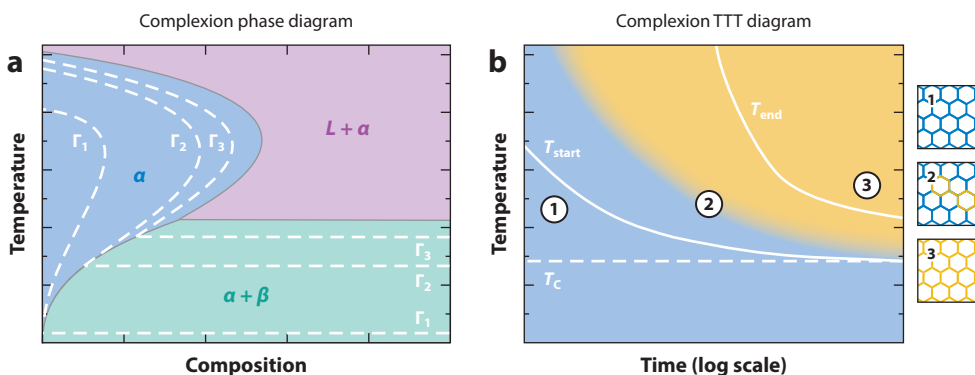 Complexion phase diagram
a
Temperature
Γ1
Γ2
Γ3
α
L + α
Γ3
Γ2
α + β
Γ1
Composition
Complexion TTT diagram
b
Temperature
Tend
Tstart
1
2
3
TC
Time (log scale)
1
2
3